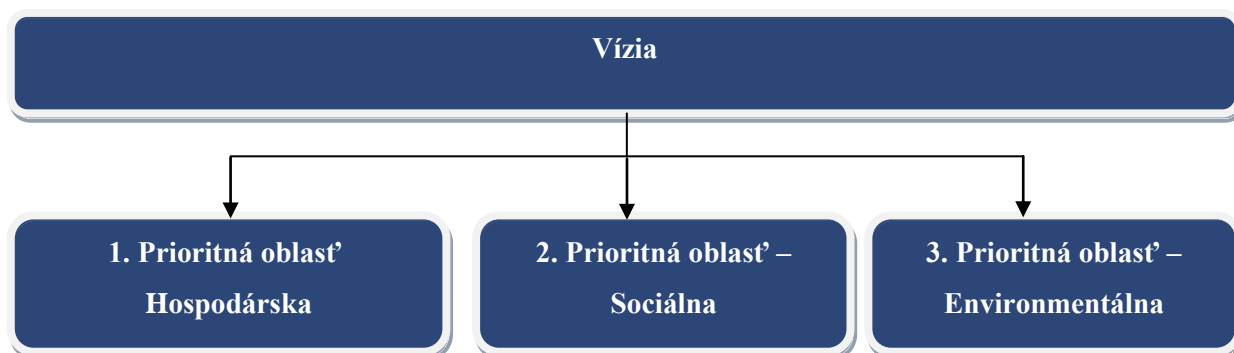 Vízia
1. Prioritná oblasť
Hospodárska
2. Prioritná oblasť –
Sociálna
3. Prioritná oblasť –
Environmentálna